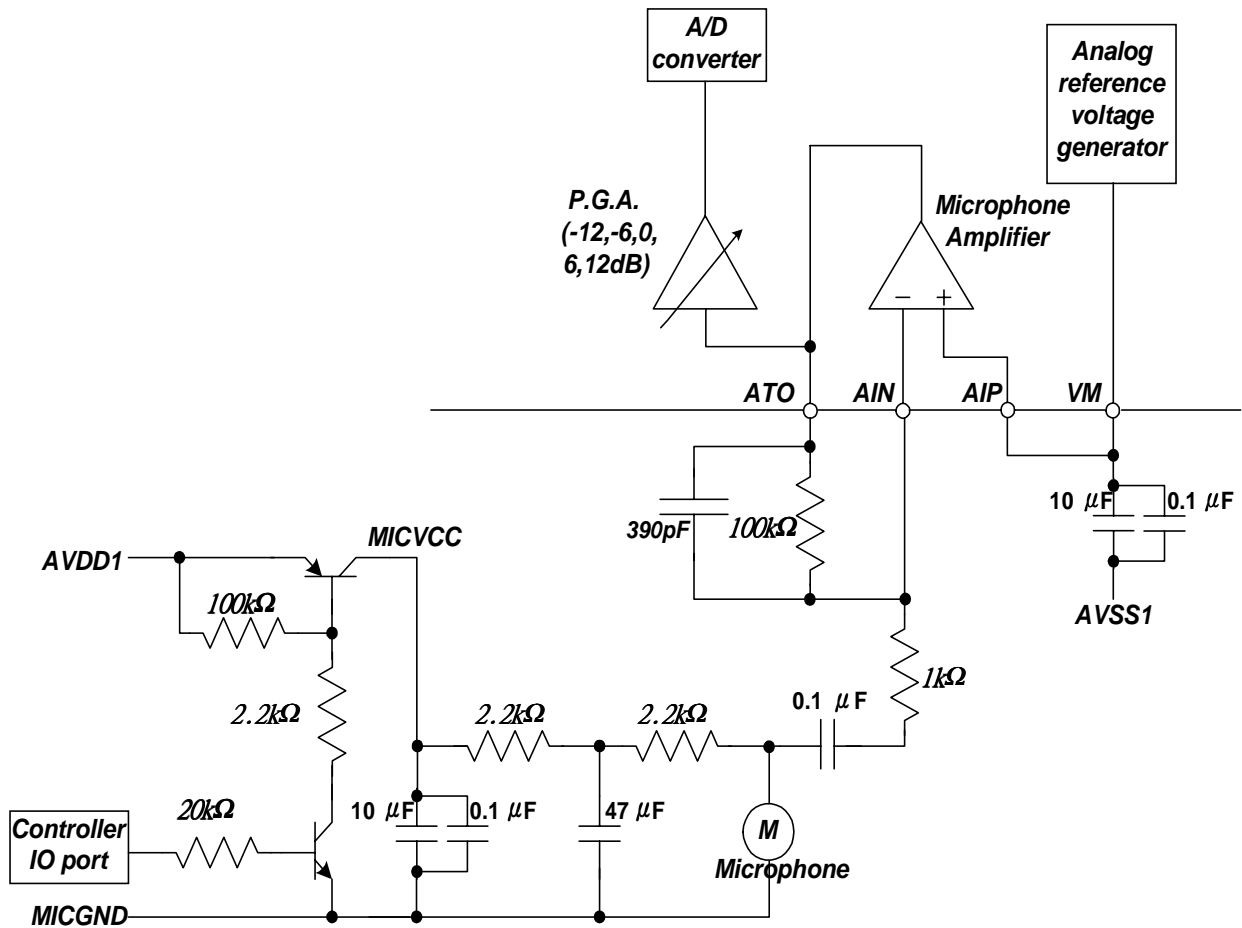 A/D
converter
Analog
reference
voltage
generator
P.G.A.
(-12,-6,0,
6,12dB)
Microphone
Amplifier
− +
ATO AIN AIP VM
390pF
100kΩ
10 μF 0.1 μF
AVSS1
AVDD1
MICVCC
100kΩ
2.2kΩ
1kΩ
0.1 μF
2.2kΩ 2.2kΩ
20kΩ
10 μF 0.1 μF 47 μF
Controller
IO port
M
Microphone
MICGND